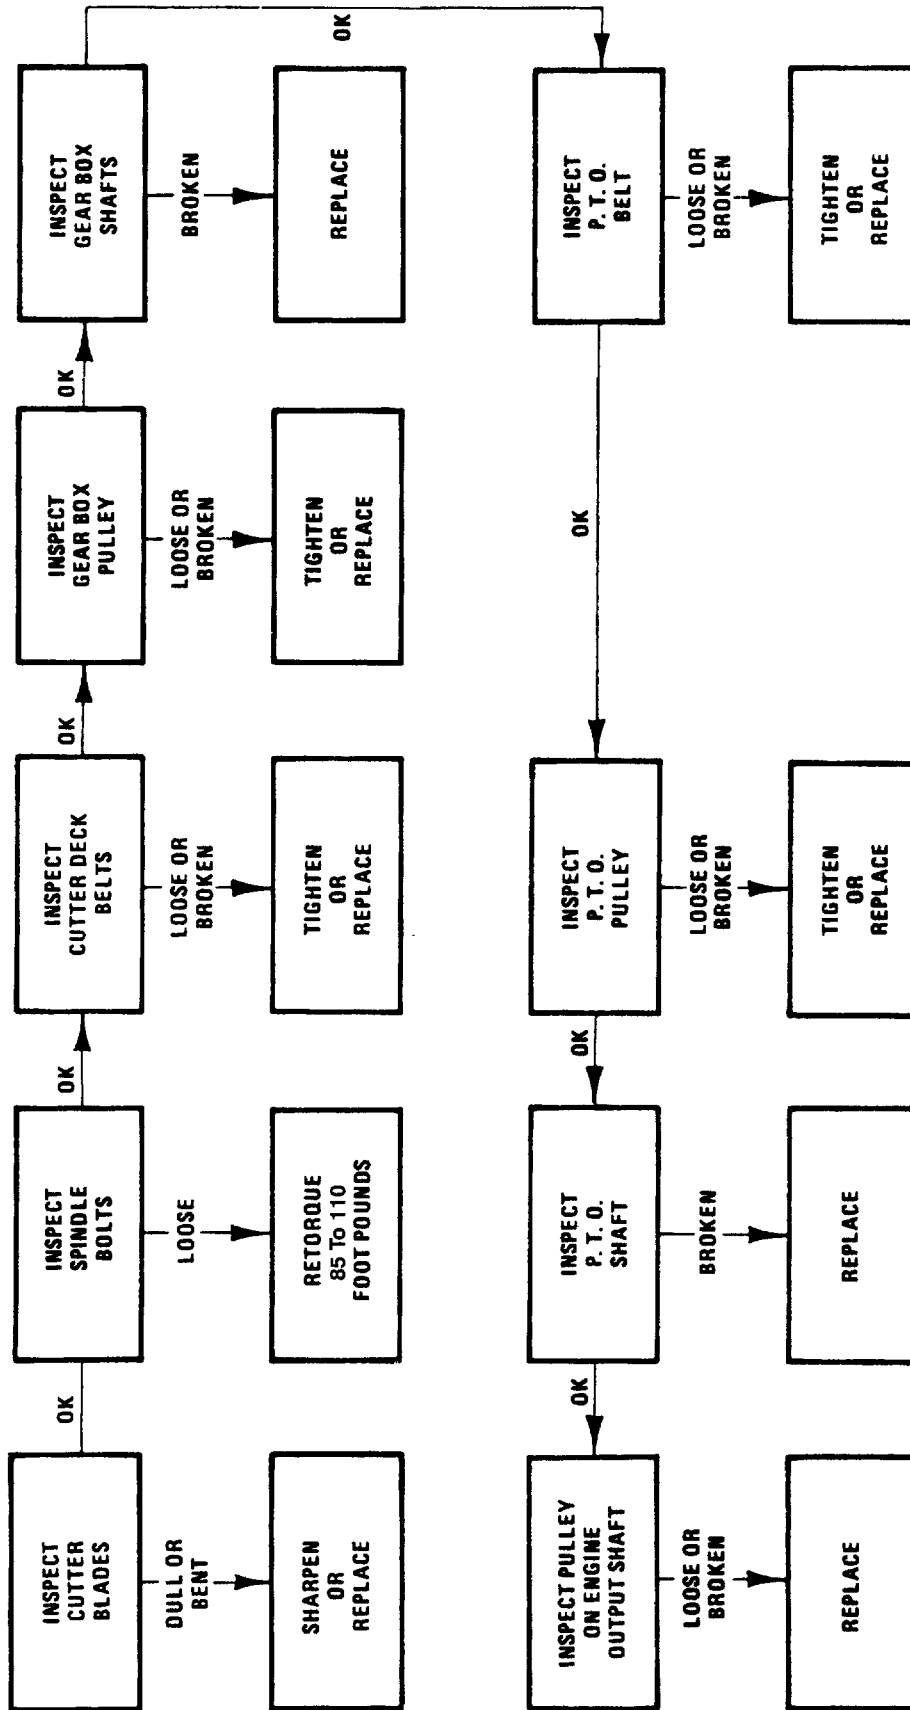 INSPECT
CUTTER
BLADES
OK
DULL OR
BENT
SHARPEN
OR
REPLACE
INSPECT
SPINDLE
BOLTS
OK
LOOSE
RETORQUE
85 To 110
FOOT POUNDS
INSPECT
CUTTER DECK
BELTS
OK
LOOSE OR
BROKEN
TIGHTEN
OR
REPLACE
INSPECT
GEAR BOX
PULLEY
OK
LOOSE OR
BROKEN
TIGHTEN
OR
REPLACE
INSPECT
GEAR BOX
SHAFTS
OK
BROKEN
REPLACE
INSPECT
P. T. O.
BELT
OK
LOOSE OR
BROKEN
TIGHTEN
OR
REPLACE
INSPECT
P. T. O.
PULLEY
OK
LOOSE OR
BROKEN
TIGHTEN
OR
REPLACE
INSPECT
P. T. O.
SHAFT
OK
BROKEN
REPLACE
INSPECT PULLEY
ON ENGINE
OUTPUT SHAFT
LOOSE OR
BROKEN
REPLACE